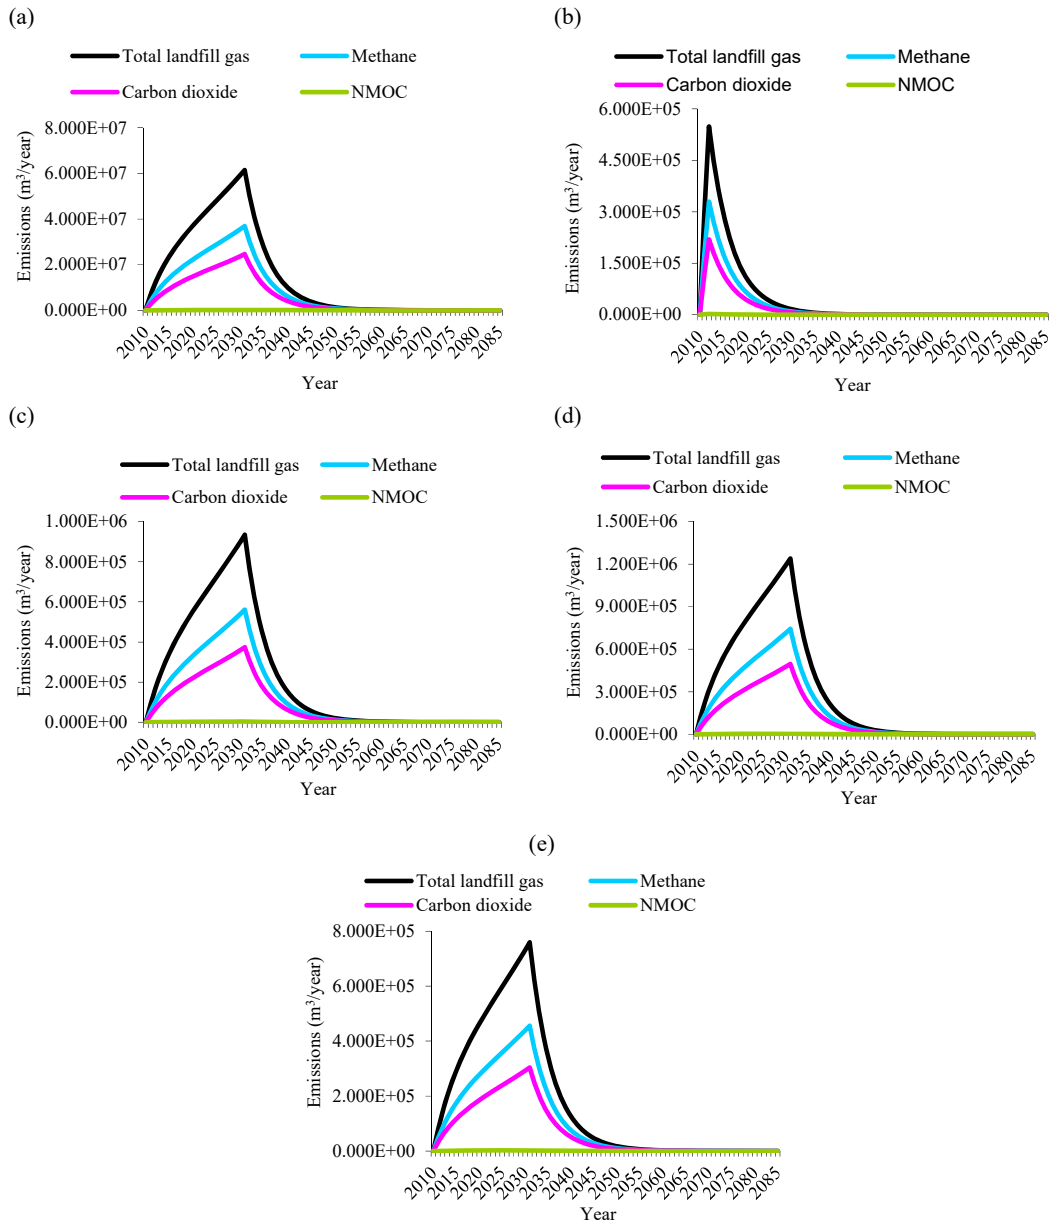 (a)
Total landfill gas Methane
Carbon dioxide NMOC
Emissions (m³/year)
8.000E+07
6.000E+07
4.000E+07
2.000E+07
0.000E+00
2010 2015 2020 2025 2030 2035 2040 2045 2050 2055 2060 2065 2070 2075 2080 2085
Year
(b)
Total landfill gas Methane
Carbon dioxide NMOC
Emissions (m³/year)
6.000E+05
4.500E+05
3.000E+05
1.500E+05
0.000E+00
2010 2015 2020 2025 2030 2035 2040 2045 2050 2055 2060 2065 2070 2075 2080 2085
Year
(c)
Total landfill gas Methane
Carbon dioxide NMOC
Emissions (m³/year)
1.000E+06
8.000E+05
6.000E+05
4.000E+05
2.000E+05
0.000E+00
2010 2015 2020 2025 2030 2035 2040 2045 2050 2055 2060 2065 2070 2075 2080 2085
Year
(d)
Total landfill gas Methane
Carbon dioxide NMOC
Emissions (m³/year)
1.500E+06
1.200E+06
9.000E+05
6.000E+05
3.000E+05
0.000E+00
2010 2015 2020 2025 2030 2035 2040 2045 2050 2055 2060 2065 2070 2075 2080 2085
Year
(e)
Total landfill gas Methane
Carbon dioxide NMOC
Emissions (m³/year)
8.000E+05
6.000E+05
4.000E+05
2.000E+05
0.000E+00
2010 2015 2020 2025 2030 2035 2040 2045 2050 2055 2060 2065 2070 2075 2080 2085
Year